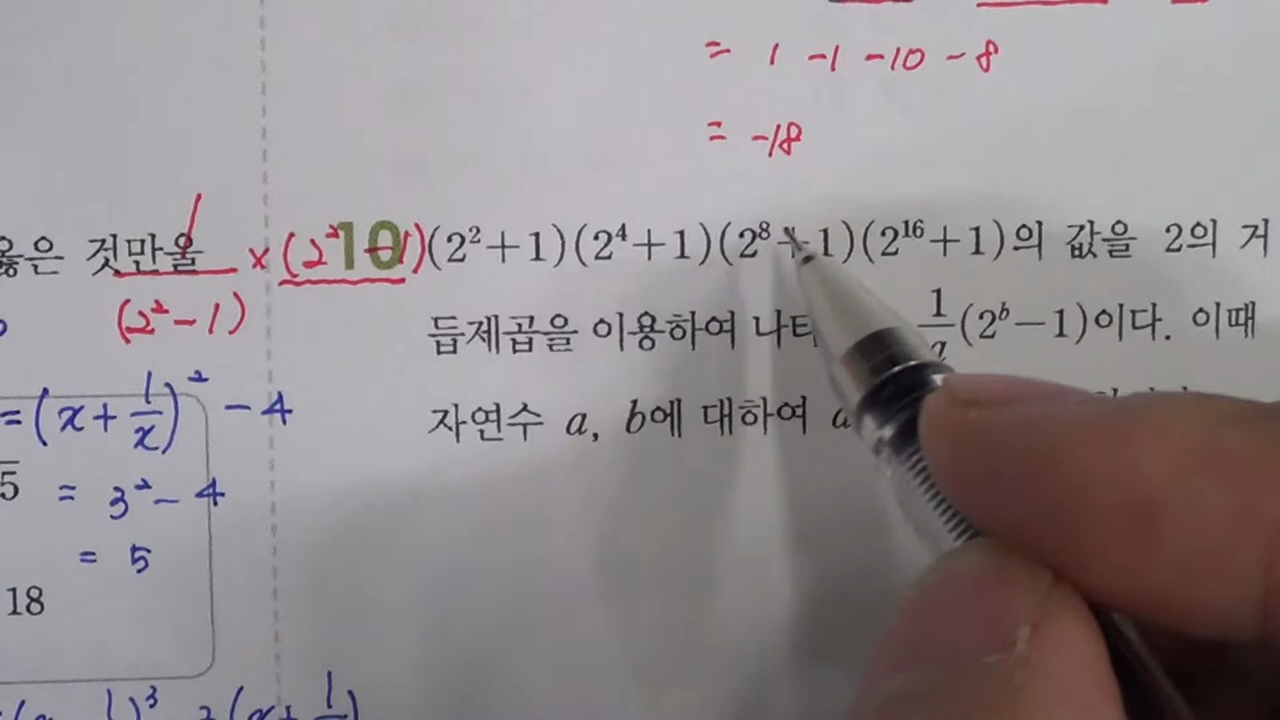 = 1 -1 -10 -8
= -18
옳은 것만을
1
(2²-1)
× (2²-1)
10
(2²+1)(2⁴+1)(2⁸+1)(2¹⁶+1)의 값을 2의 거
듭제곱을 이용하여 나타
1/a(2ᵇ-1)이다. 이때
자연수 a, b에 대하여 a
=(x+1/x)²-4
5
= 3²-4
= 5
18